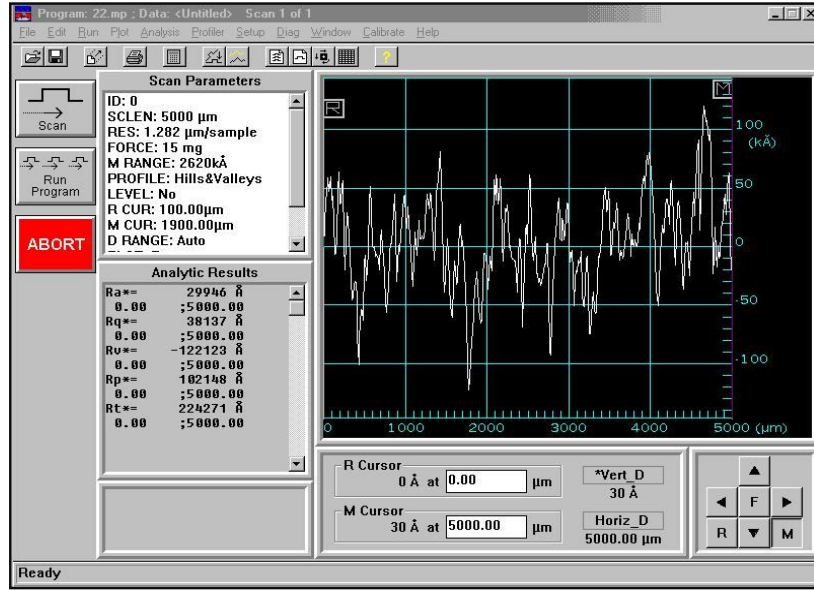 Program: 22.mp ; Data: <Untitled> Scan 1 of 1
File Edit Run Plot Analysis Profiler Setup Diag Window Calibrate Help
Scan
Run
Program
ABORT
Scan Parameters
ID: 0
SCLEN: 5000 µm
RES: 1.282 µm/sample
FORCE: 15 mg
M RANGE: 2620kÅ
PROFILE: Hills&Valleys
LEVEL: No
R CUR: 100.00µm
M CUR: 1900.00µm
D RANGE: Auto
Analytic Results
Ra*= 29946 Å
0.00 ;5000.00
Rq*= 38137 Å
0.00 ;5000.00
Rv*= -122123 Å
0.00 ;5000.00
Rp*= 102148 Å
0.00 ;5000.00
Rt*= 224271 Å
0.00 ;5000.00
R
M
100
(kÅ)
50
0
-50
-100
0 1000 2000 3000 4000 5000 (µm)
R Cursor
0 Å at 0.00 µm
M Cursor
30 Å at 5000.00 µm
*Vert_D
30 Å
Horiz_D
5000.00 µm
F
R M
Ready